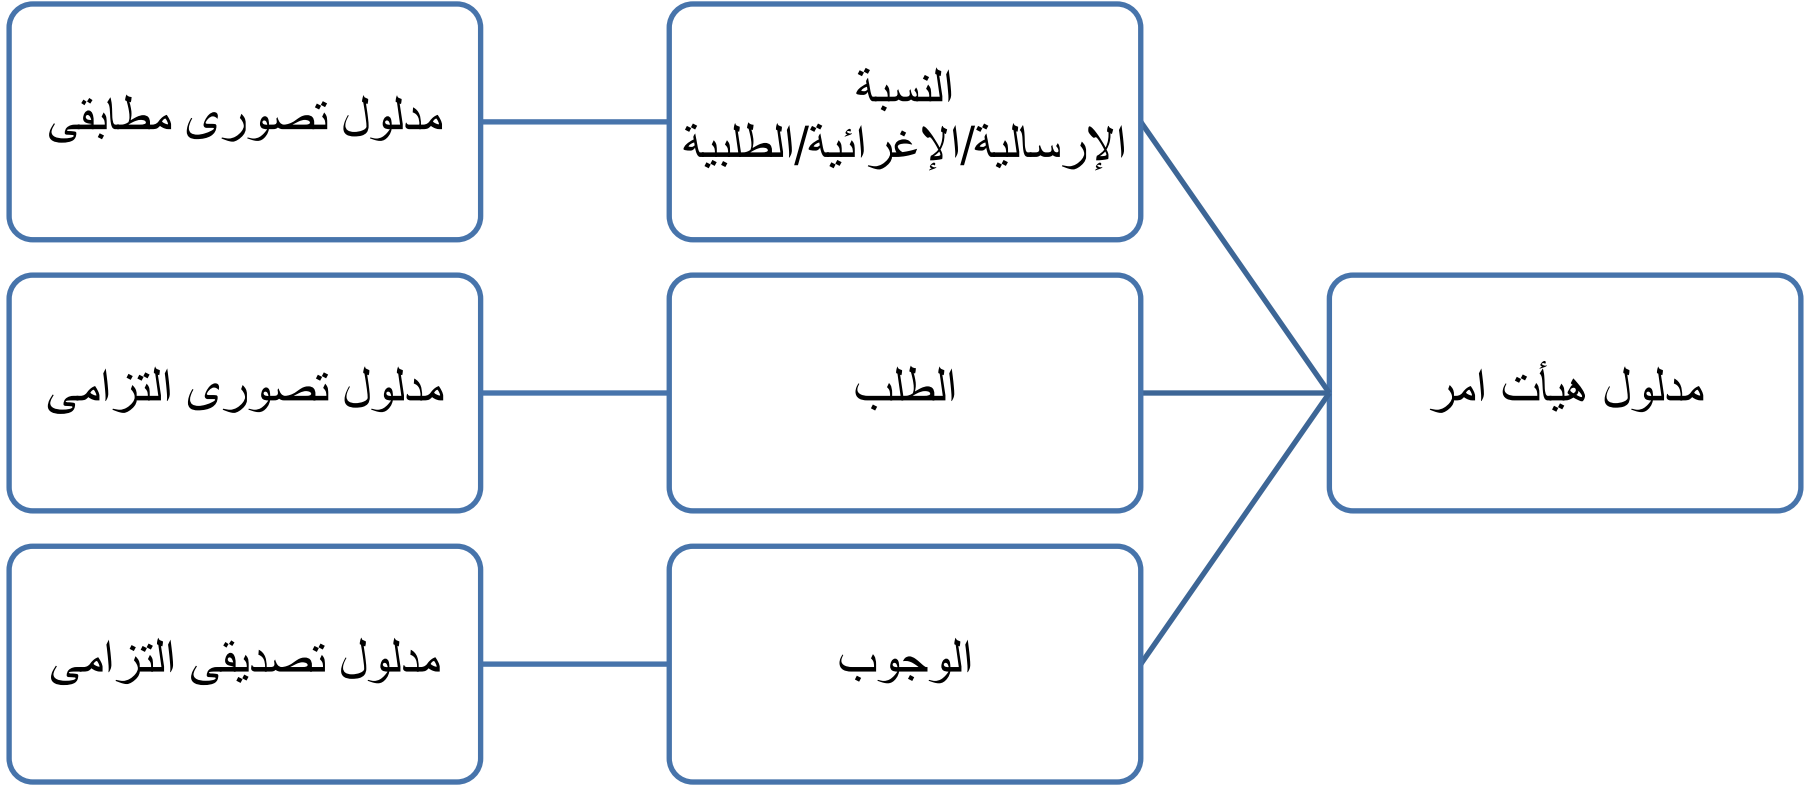 مدلول هیأت امر
النسبة
الإرسالية/الإغرائية/الطلبية
مدلول تصوری مطابقی
الطلب
مدلول تصوری التزامی
الوجوب
مدلول تصدیقی التزامی